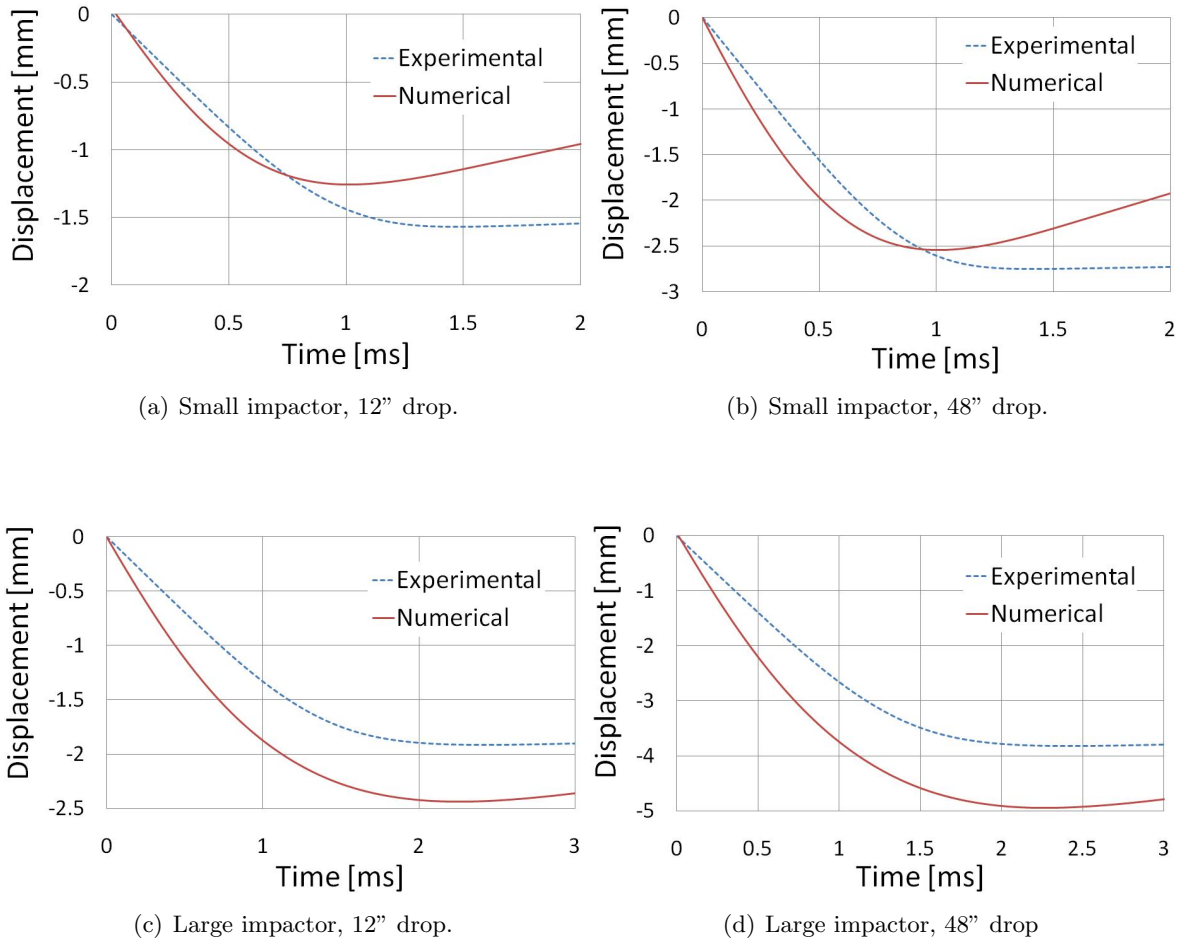 0
-0.5
-1
-1.5
-2
Displacement [mm]
Experimental
Numerical
0 0.5 1 1.5 2
Time [ms]
(a) Small impactor, 12” drop.
0
-0.5
-1
-1.5
-2
-2.5
-3
Displacement [mm]
Experimental
Numerical
0 0.5 1 1.5 2
Time [ms]
(b) Small impactor, 48” drop.
0
-0.5
-1
-1.5
-2
-2.5
Displacement [mm]
Experimental
Numerical
0 1 2 3
Time [ms]
(c) Large impactor, 12” drop.
0
-1
-2
-3
-4
-5
Displacement [mm]
Experimental
Numerical
0 0.5 1 1.5 2 2.5 3
Time [ms]
(d) Large impactor, 48” drop